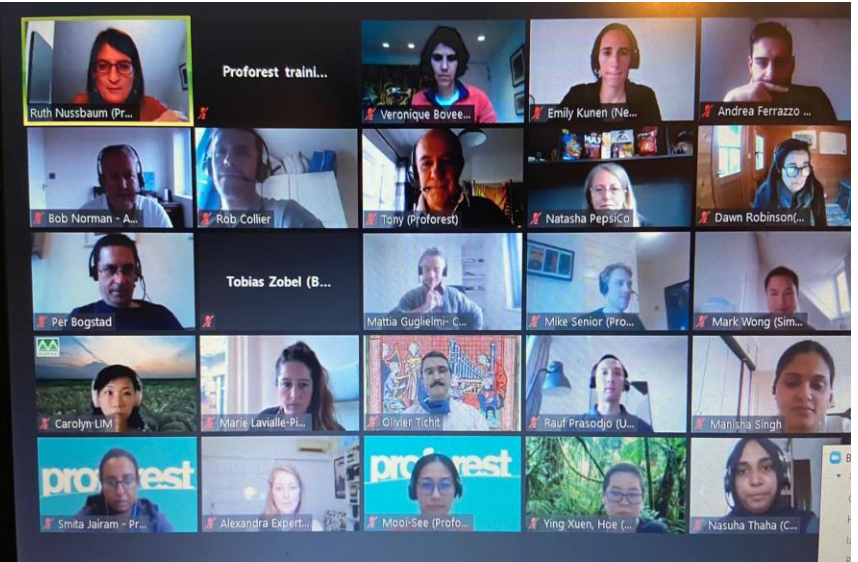 Ruth Nussbaum (Pr...
Proforest traini...
Veronique Bovee...
Emily Kunen (Ne...
Andrea Ferrazzo ...
Bob Norman - A...
Rob Collier
Tony (Proforest)
Natasha PepsiCo
Dawn Robinson(...
Per Bogstad
Tobias Zobel (B...
Mattia Guglielmi- C...
Mike Senior (Pro...
Mark Wong (Sim...
Carolyn LIM
Marie Lavialle-Pi...
Olivier Tichit
Rauf Prasodjo (U...
Manisha Singh
proforest
Smita Jairam - Pr...
Alexandra Expert...
proforest
Mooi-See (Profo...
Ying Xuen, Hoe (...
Nasuha Thaha (C...